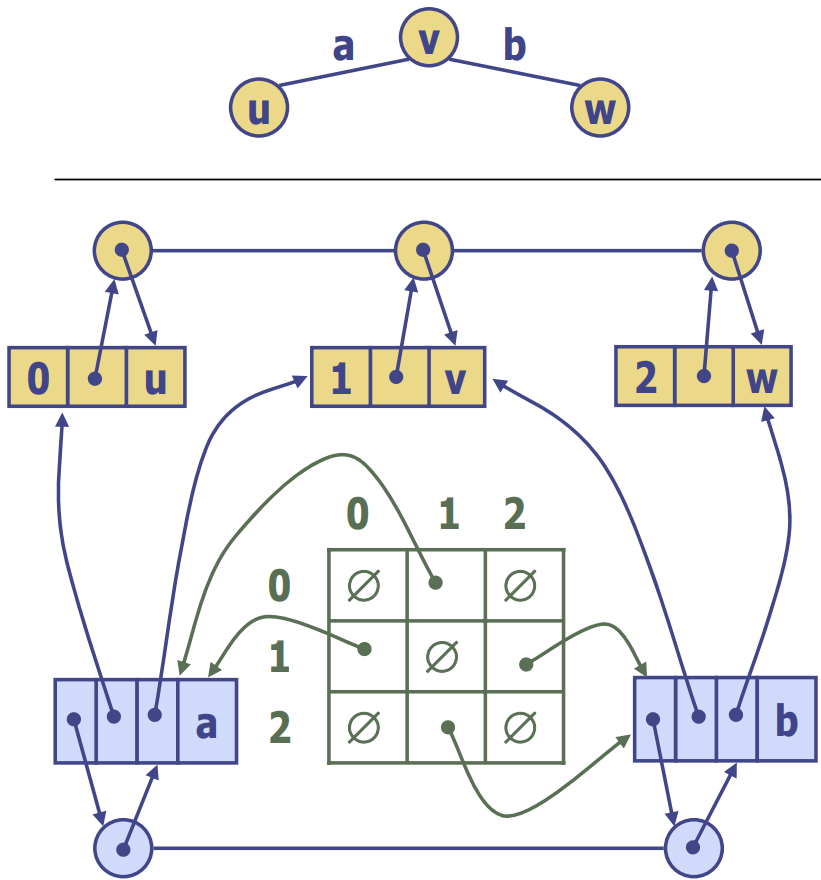 a v b
u w
0 u 1 v 2 w
0 1 2
0 ∅ ∅
1 ∅
2 ∅ ∅
a b